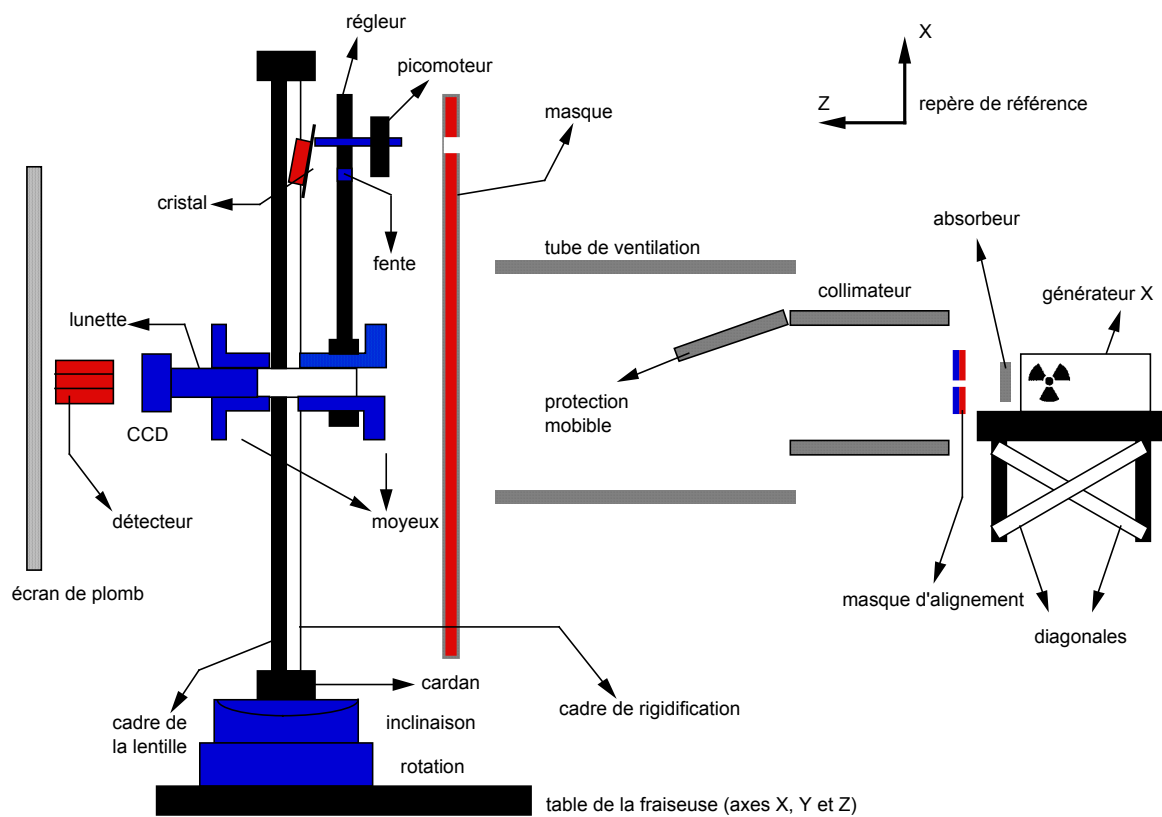 régleur
X
picomoteur
Z
repère de référence
masque
cristal
absorbeur
tube de ventilation
fente
collimateur
générateur X
lunette
protection
mobible
CCD
détecteur
moyeux
écran de plomb
masque d'alignement
diagonales
cardan
cadre de rigidification
cadre de
la lentille
inclinaison
rotation
table de la fraiseuse (axes X, Y et Z)